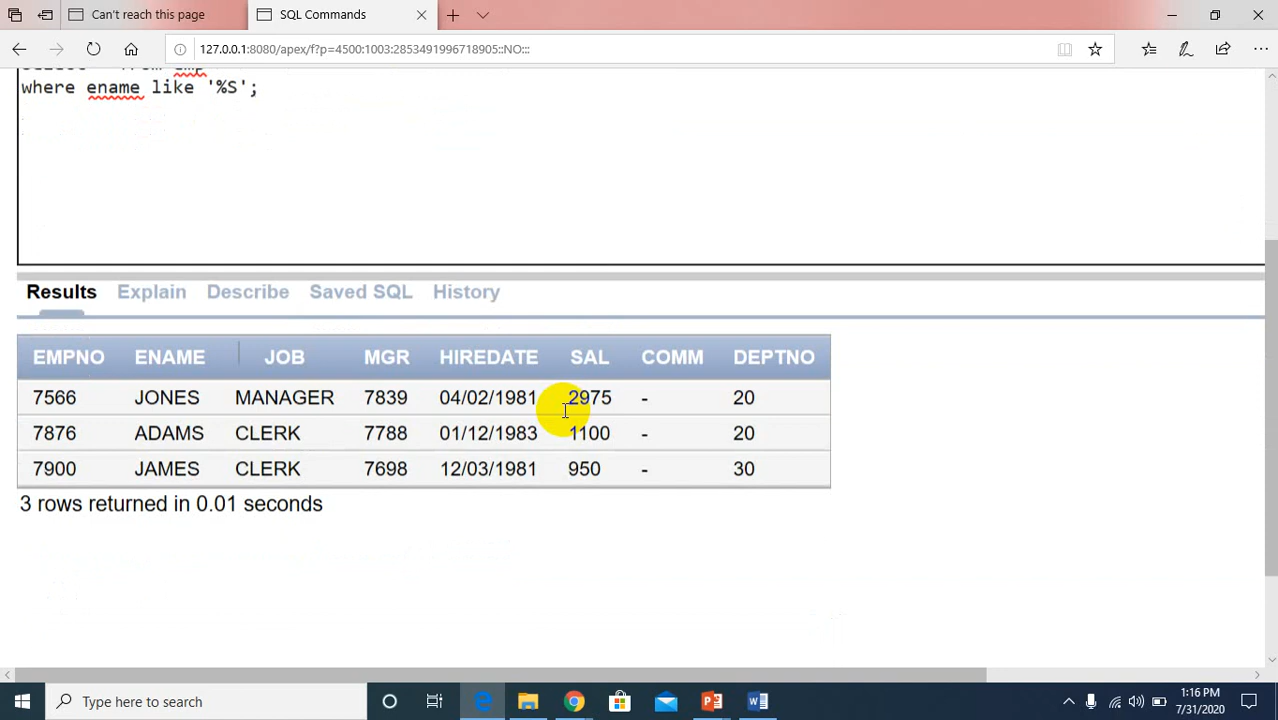 Can't reach this page
SQL Commands
127.0.0.1:8080/apex/f?p=4500:1003:2853491996718905::NO:::
where ename like '%S';
Results Explain Describe Saved SQL History
EMPNO ENAME JOB MGR HIREDATE SAL COMM DEPTNO
7566 JONES MANAGER 7839 04/02/1981 2975 - 20
7876 ADAMS CLERK 7788 01/12/1983 1100 - 20
7900 JAMES CLERK 7698 12/03/1981 950 - 30
3 rows returned in 0.01 seconds
Type here to search
1:16 PM
7/31/2020